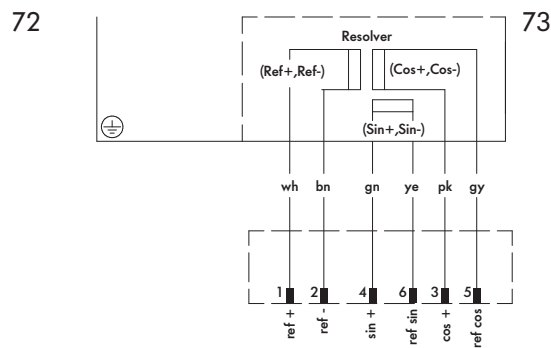 72 73
Resolver
(Ref+,Ref-) (Cos+,Cos-)
(Sin+,Sin-)
wh bn gn ye pk gy
1 2 4 6 3 5
ref + ref - sin + ref sin cos + ref cos